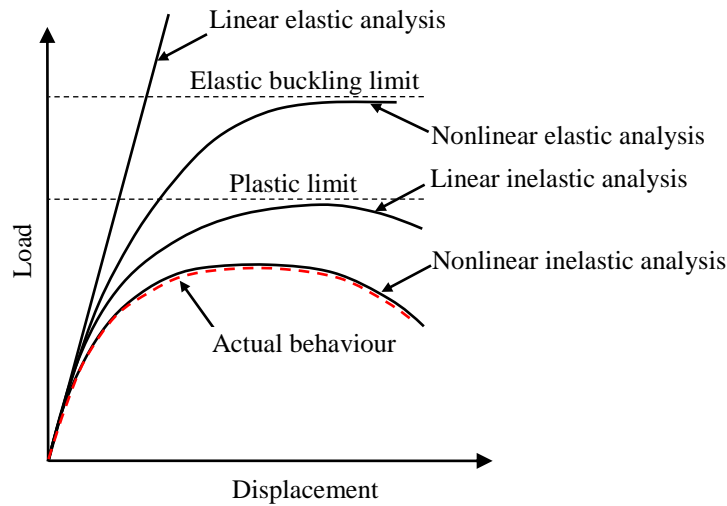 Linear elastic analysis
Elastic buckling limit
Nonlinear elastic analysis
Plastic limit
Linear inelastic analysis
Nonlinear inelastic analysis
Load
Actual behaviour
Displacement